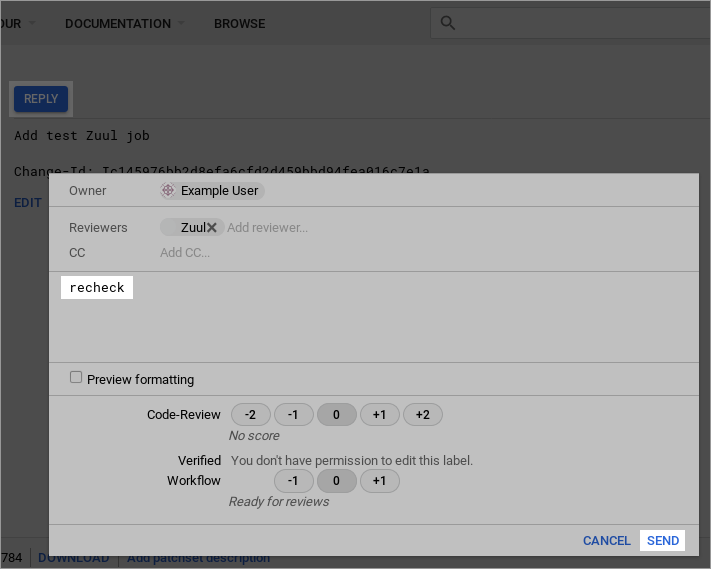 OUR DOCUMENTATION BROWSE
REPLY
Add test Zuul job
Change-Id: Ic145976bb2d8efa6cfd2d459bbd94fea016c7e1a
EDIT
Owner Example User
Reviewers Zuul Add reviewer...
CC Add CC...
recheck
Preview formatting
Code-Review -2 -1 0 +1 +2
No score
Verified You don't have permission to edit this label.
Workflow -1 0 +1
Ready for reviews
CANCEL SEND
784 DOWNLOAD Add patchset description